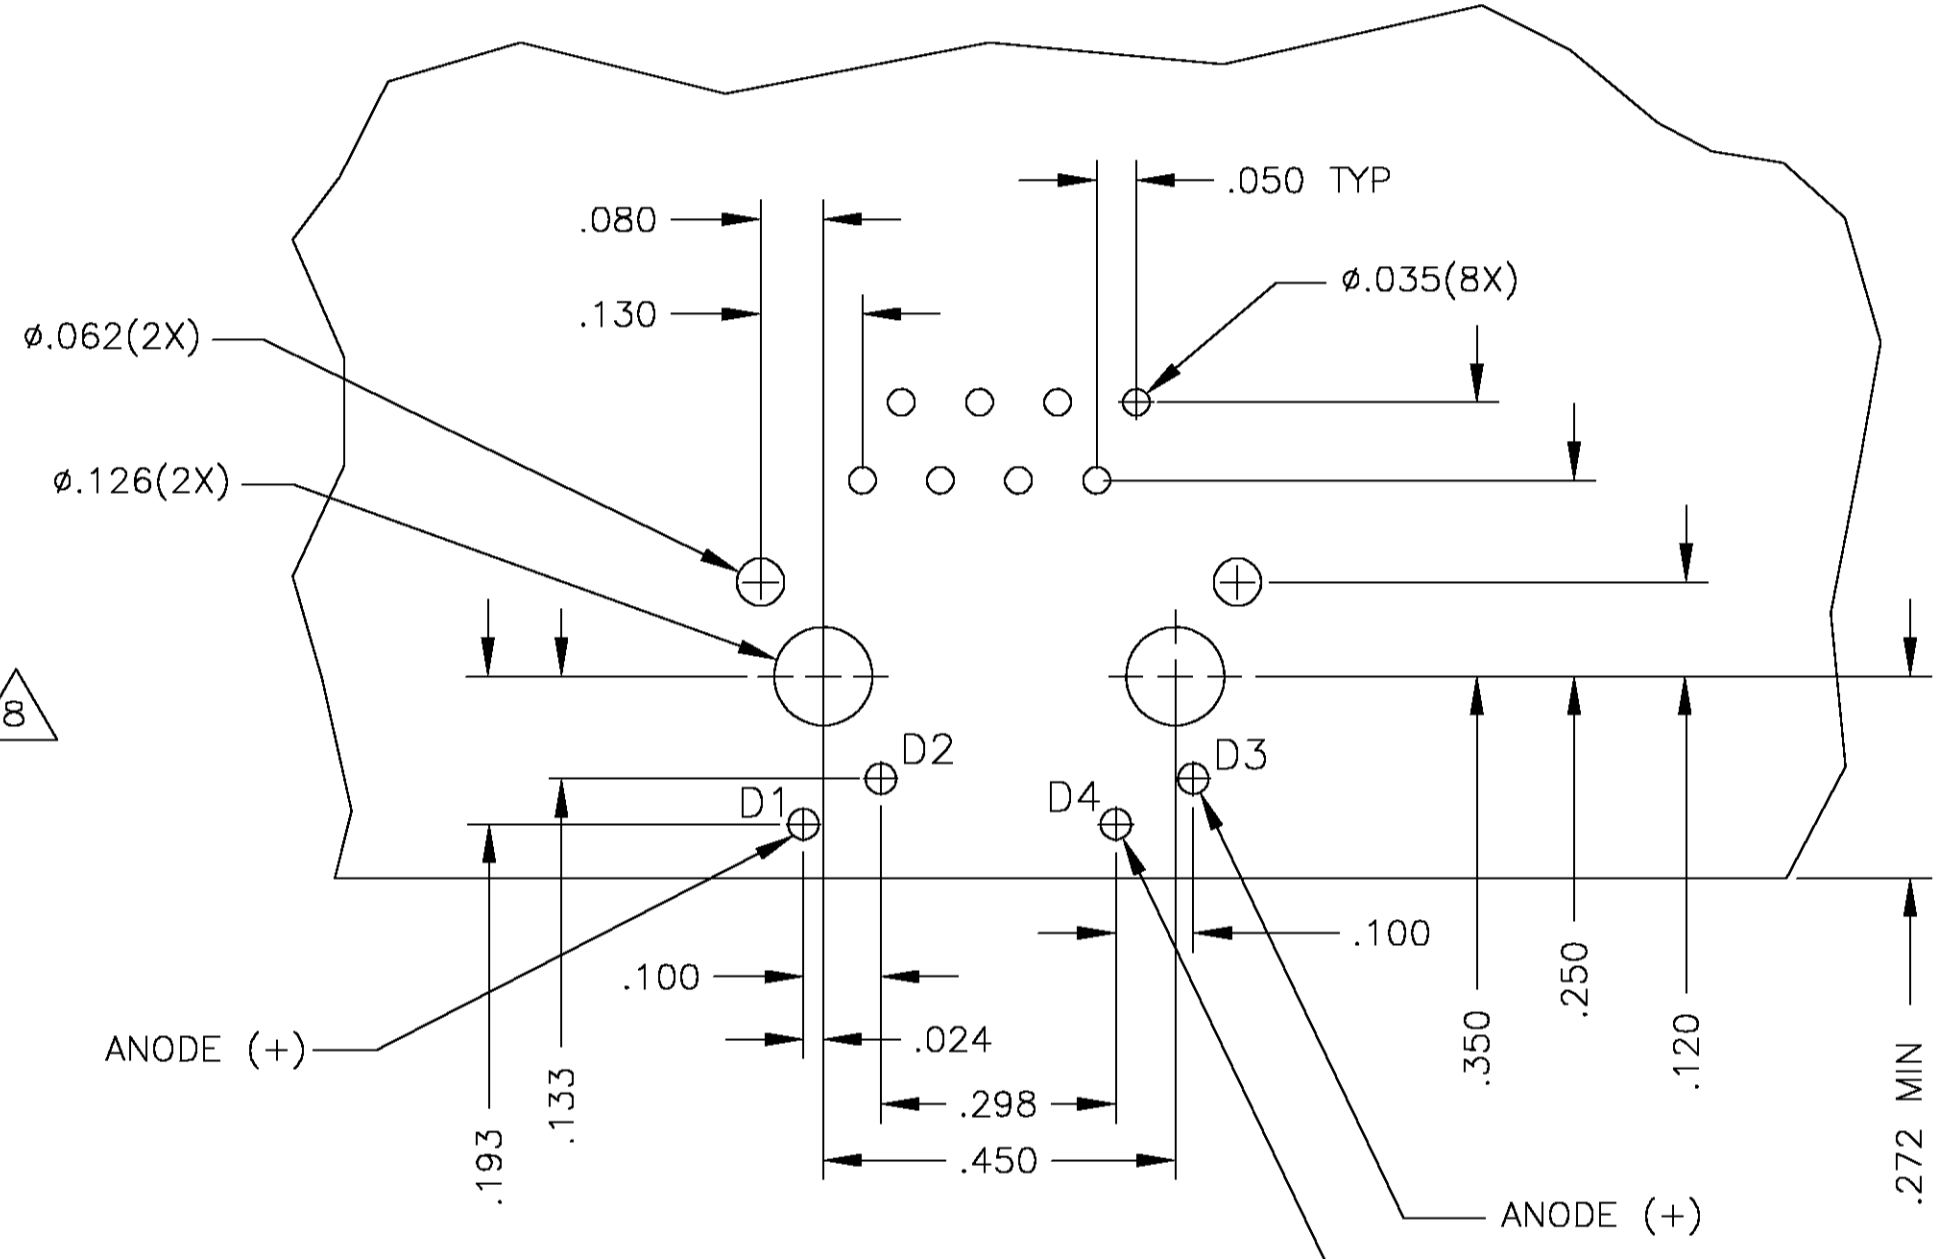 .050 TYP
.080
ø.035(8X)
.130
ø.062(2X)
ø.126(2X)
8
D2
D3
D1
D4
.100
.100
.024
ANODE (+)
.298
.450
.193
.133
.350
.250
.120
.272 MIN
ANODE (+)